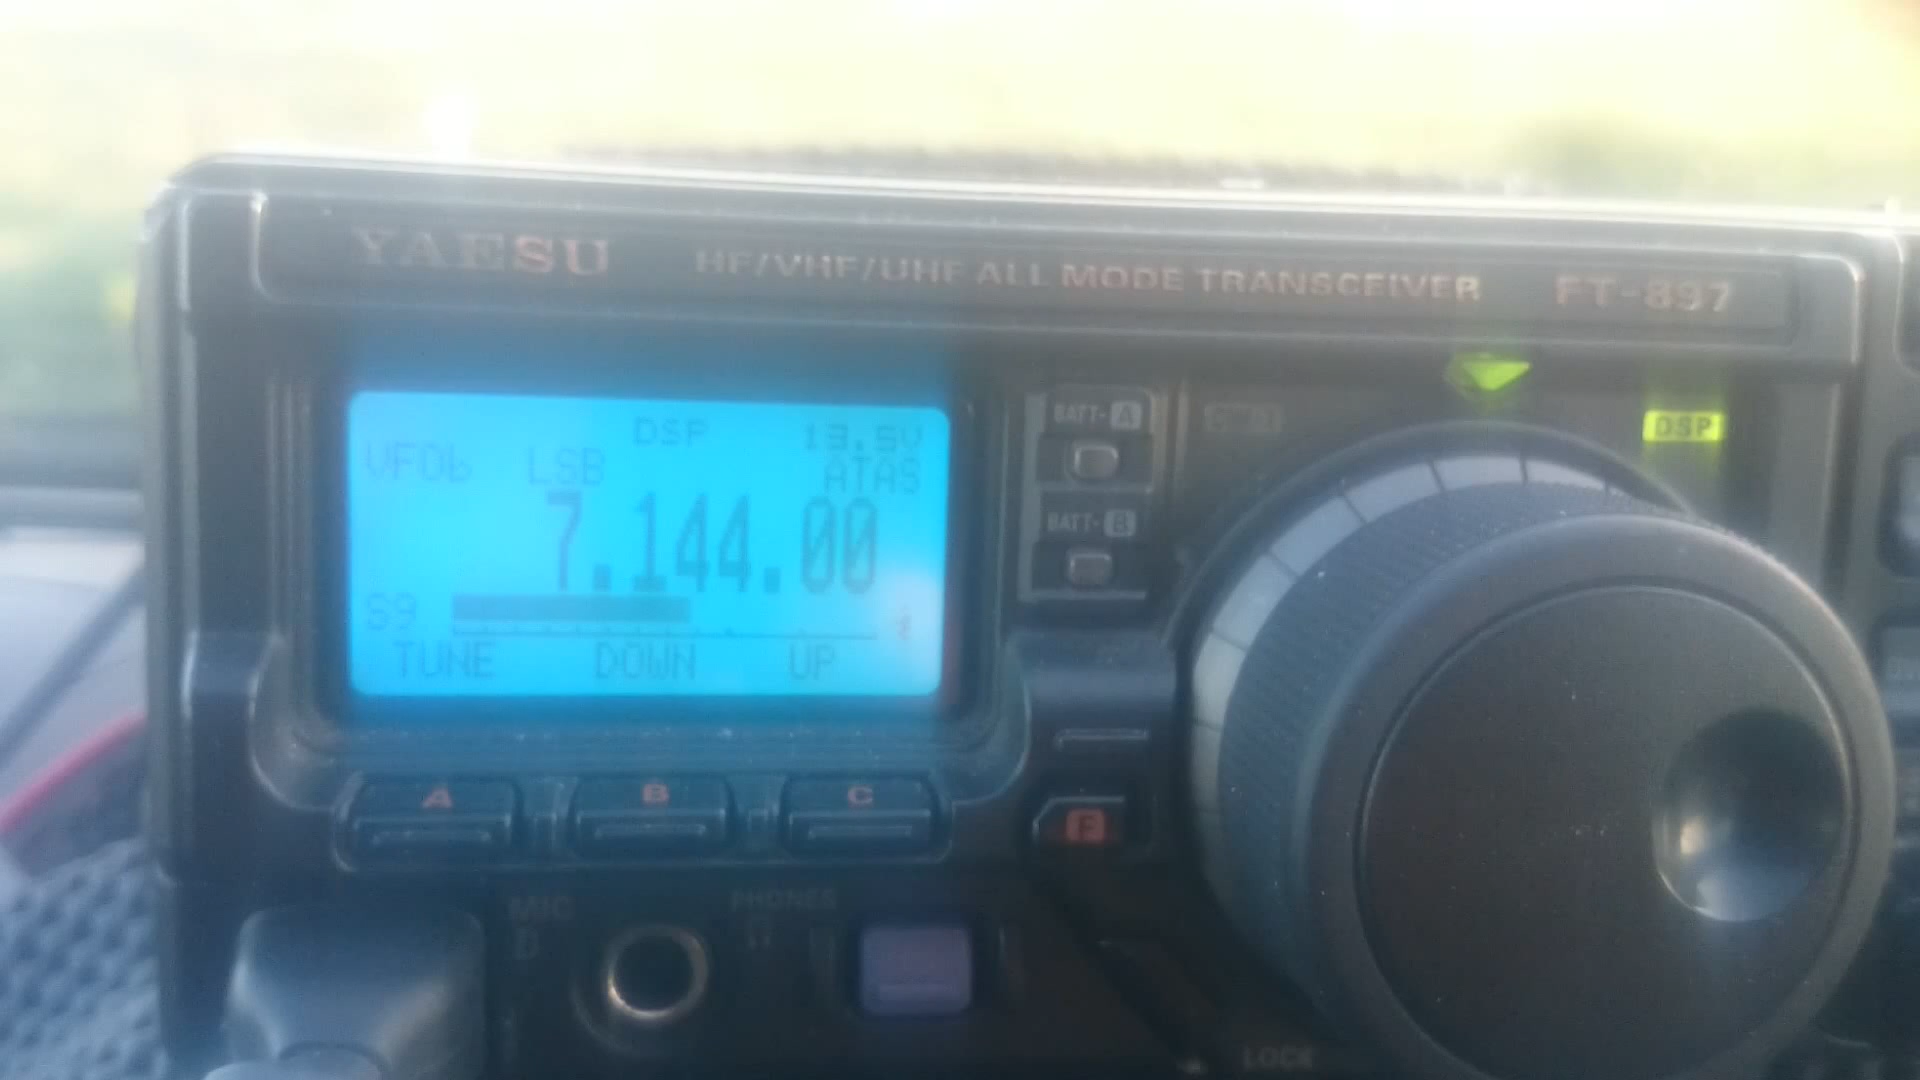 YAESU HF/VHF/UHF ALL MODE TRANSCEIVER FT-897
DSP 13.5V
VFOb LSB ATAS
7.144.00
S9
TUNE DOWN UP
BATT-A
BATT-B
DSP
A B C
F
MIC
PHONES
LOCK